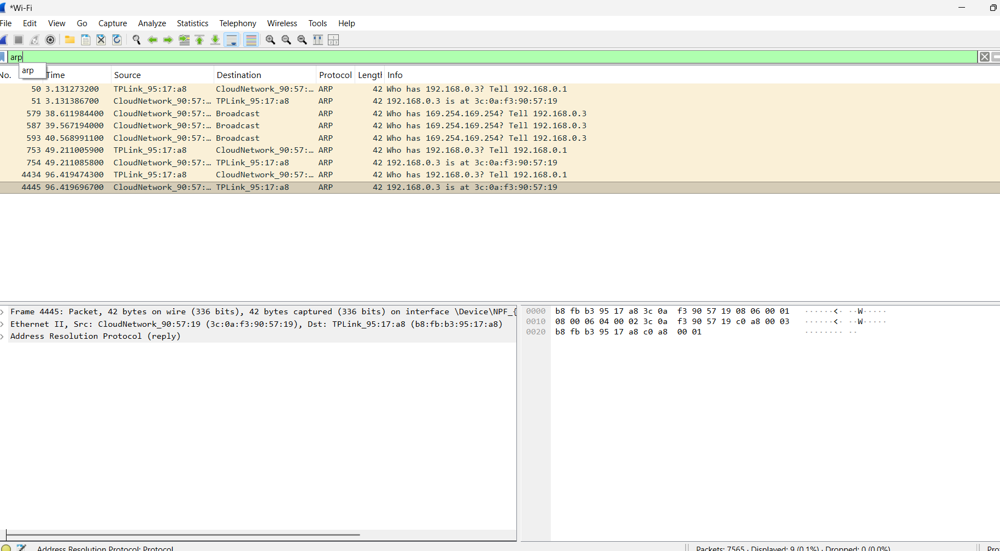 *Wi-Fi
File Edit View Go Capture Analyze Statistics Telephony Wireless Tools Help
arp
arp
No. Time Source Destination Protocol Length Info
50 3.131273200 TPLink_95:17:a8 CloudNetwork_90:57:… ARP 42 Who has 192.168.0.3? Tell 192.168.0.1
51 3.131386700 CloudNetwork_90:57:… TPLink_95:17:a8 ARP 42 192.168.0.3 is at 3c:0a:f3:90:57:19
579 38.611984400 CloudNetwork_90:57:… Broadcast ARP 42 Who has 169.254.169.254? Tell 192.168.0.3
587 39.567194000 CloudNetwork_90:57:… Broadcast ARP 42 Who has 169.254.169.254? Tell 192.168.0.3
593 40.568991100 CloudNetwork_90:57:… Broadcast ARP 42 Who has 169.254.169.254? Tell 192.168.0.3
753 49.211005900 TPLink_95:17:a8 CloudNetwork_90:57:… ARP 42 Who has 192.168.0.3? Tell 192.168.0.1
754 49.211085800 CloudNetwork_90:57:… TPLink_95:17:a8 ARP 42 192.168.0.3 is at 3c:0a:f3:90:57:19
4434 96.419474300 TPLink_95:17:a8 CloudNetwork_90:57:… ARP 42 Who has 192.168.0.3? Tell 192.168.0.1
4445 96.419696700 CloudNetwork_90:57:… TPLink_95:17:a8 ARP 42 192.168.0.3 is at 3c:0a:f3:90:57:19
Frame 4445: Packet, 42 bytes on wire (336 bits), 42 bytes captured (336 bits) on interface \Device\NPF_{
Ethernet II, Src: CloudNetwork_90:57:19 (3c:0a:f3:90:57:19), Dst: TPLink_95:17:a8 (b8:fb:b3:95:17:a8)
Address Resolution Protocol (reply)
0000 b8 fb b3 95 17 a8 3c 0a f3 90 57 19 08 06 00 01 ······<· ··W·····
0010 08 00 06 04 00 02 3c 0a f3 90 57 19 c0 a8 00 03 ······<· ··W·····
0020 b8 fb b3 95 17 a8 c0 a8 00 01 ········ ··
Address Resolution Protocol: Protocol
Packets: 7565 · Displayed: 9 (0.1%) · Dropped: 0 (0.0%)
Pro